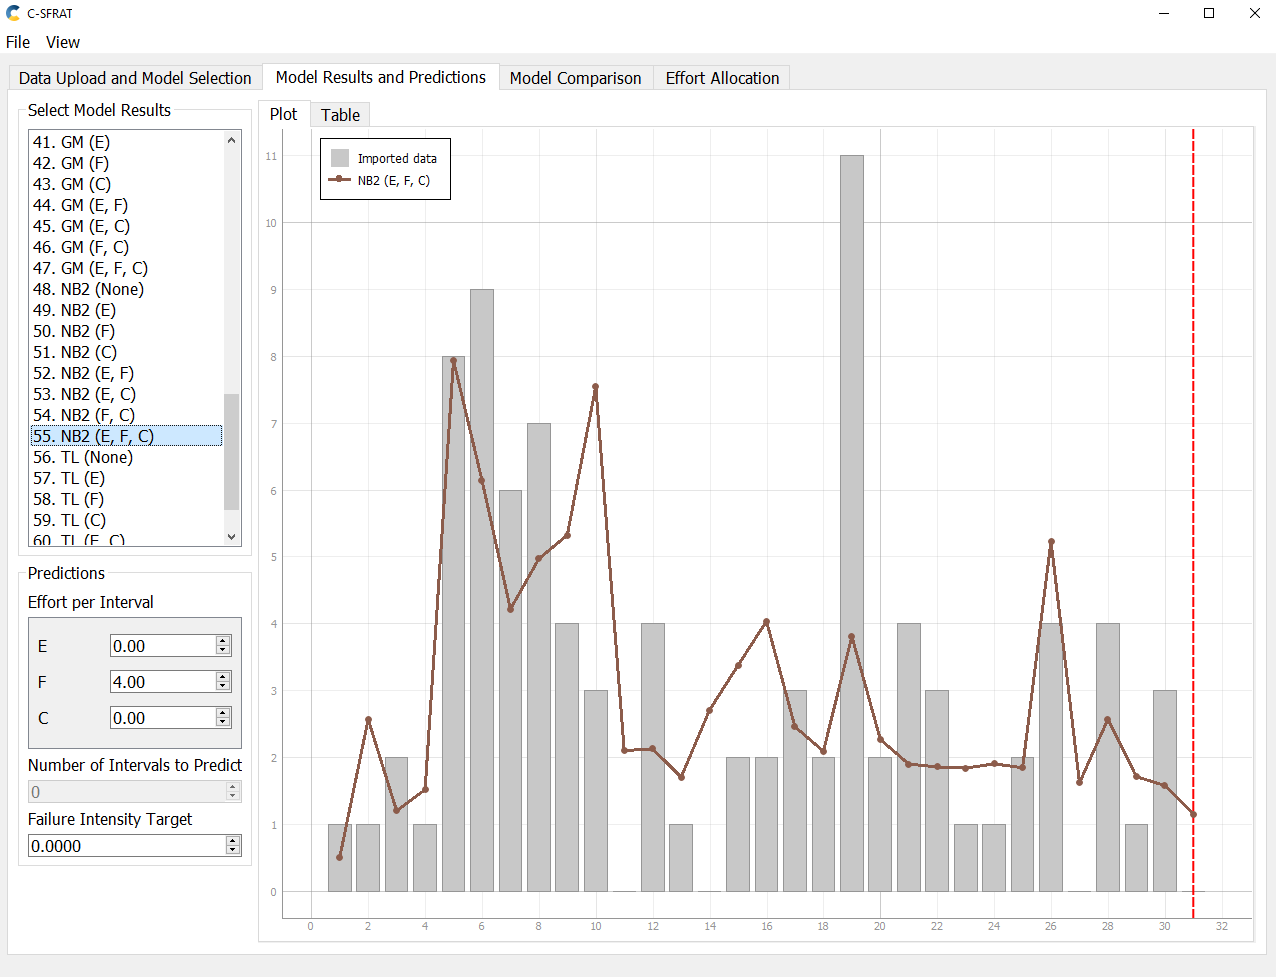 C-SFRAT
File View
Data Upload and Model Selection Model Results and Predictions Model Comparison Effort Allocation
Select Model Results
41. GM (E)
42. GM (F)
43. GM (C)
44. GM (E, F)
45. GM (E, C)
46. GM (F, C)
47. GM (E, F, C)
48. NB2 (None)
49. NB2 (E)
50. NB2 (F)
51. NB2 (C)
52. NB2 (E, F)
53. NB2 (E, C)
54. NB2 (F, C)
55. NB2 (E, F, C)
56. TL (None)
57. TL (E)
58. TL (F)
59. TL (C)
60. TL (E, C)
Predictions
Effort per Interval
E 0.00
F 4.00
C 0.00
Number of Intervals to Predict
0
Failure Intensity Target
0.0000
Plot Table
Imported data
NB2 (E, F, C)
11
10
9
8
7
6
5
4
3
2
1
0
0 2 4 6 8 10 12 14 16 18 20 22 24 26 28 30 32